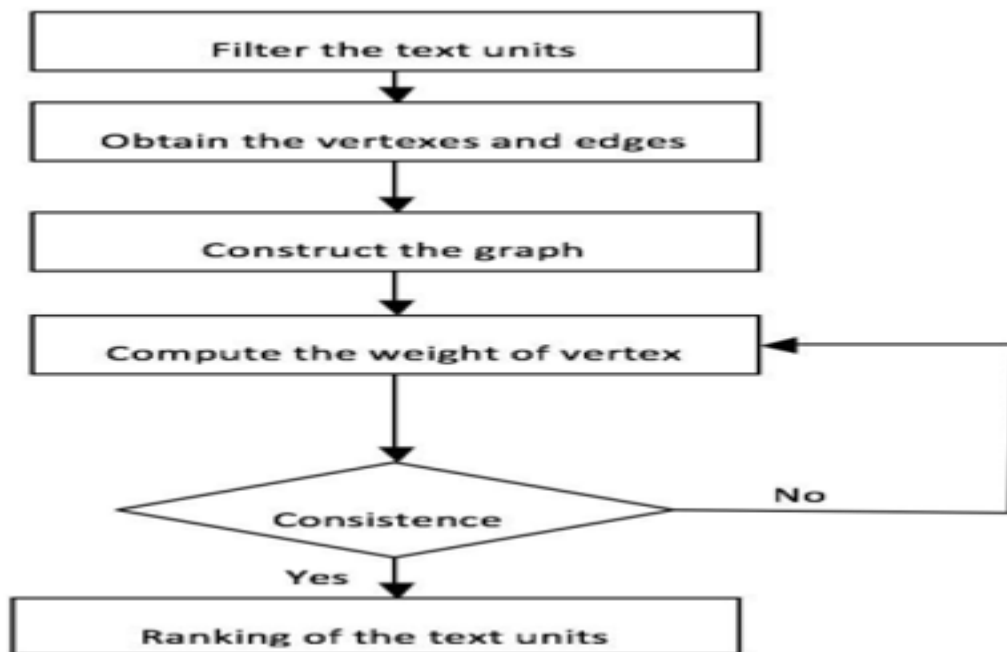 Filter the text units
Obtain the vertexes and edges
Construct the graph
Compute the weight of vertex
Consistence
No
Yes
Ranking of the text units